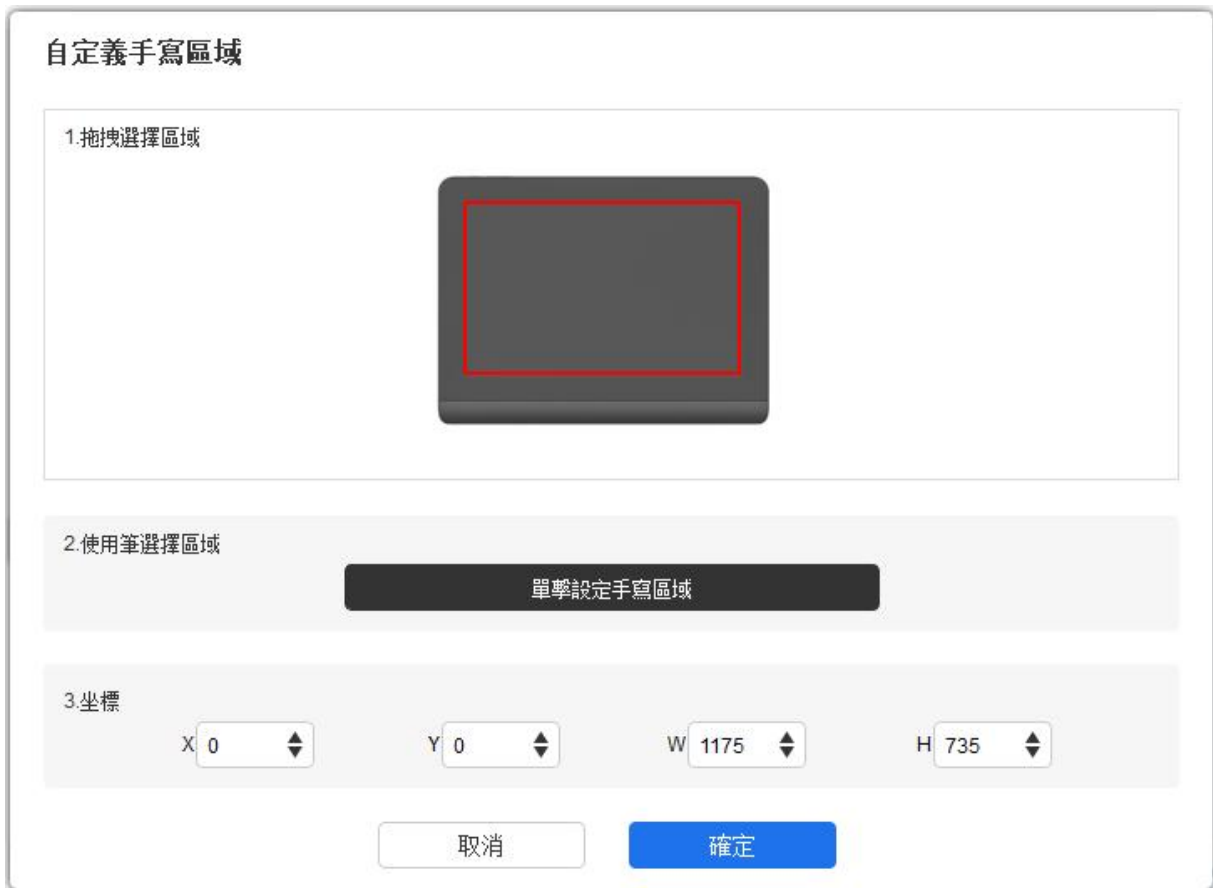 自定義手寫區域
1.拖拽選擇區域
2.使用筆選擇區域
單擊設定手寫區域
3.坐標
X 0 Y 0 W 1175 H 735
取消 確定